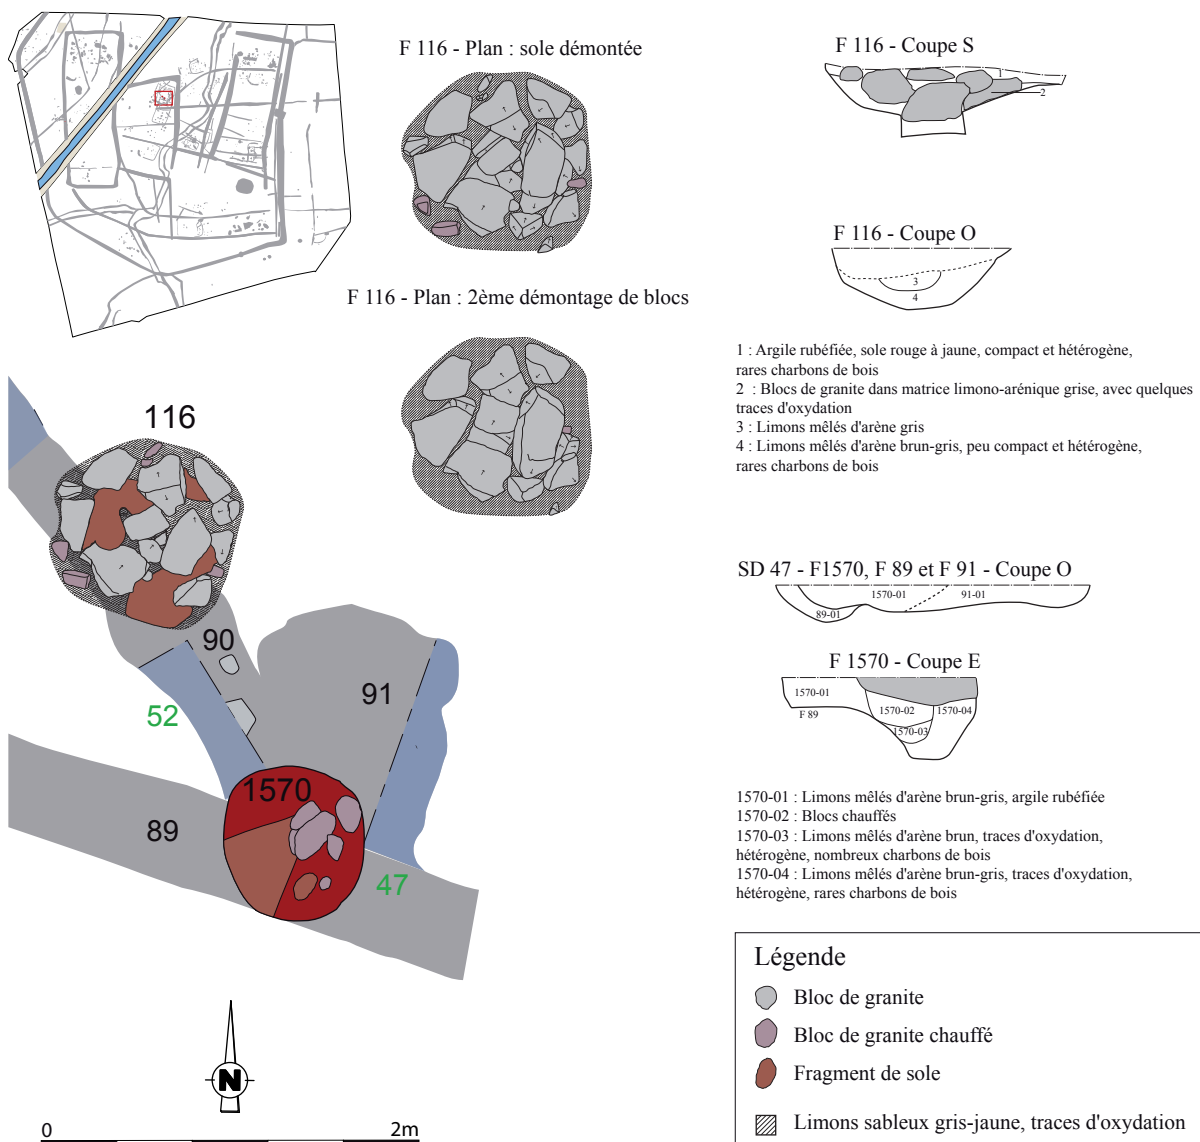 F 116 - Plan : sole démontée
F 116 - Plan : 2ème démontage de blocs
116
90
91
52
1570
89
47
N
0
2m
F 116 - Coupe S
1
2
F 116 - Coupe O
3
4
1 : Argile rubéfiée, sole rouge à jaune, compact et hétérogène,
rares charbons de bois
2 : Blocs de granite dans matrice limono-arénique grise, avec quelques
traces d'oxydation
3 : Limons mêlés d'arène gris
4 : Limons mêlés d'arène brun-gris, peu compact et hétérogène,
rares charbons de bois
SD 47 - F1570, F 89 et F 91 - Coupe O
1570-01
91-01
89-01
F 1570 - Coupe E
1570-01
1570-02
1570-04
F 89
1570-03
1570-01 : Limons mêlés d'arène brun-gris, argile rubéfiée
1570-02 : Blocs chauffés
1570-03 : Limons mêlés d'arène brun, traces d'oxydation,
hétérogène, nombreux charbons de bois
1570-04 : Limons mêlés d'arène brun-gris, traces d'oxydation,
hétérogène, rares charbons de bois
Légende
Bloc de granite
Bloc de granite chauffé
Fragment de sole
Limons sableux gris-jaune, traces d'oxydation